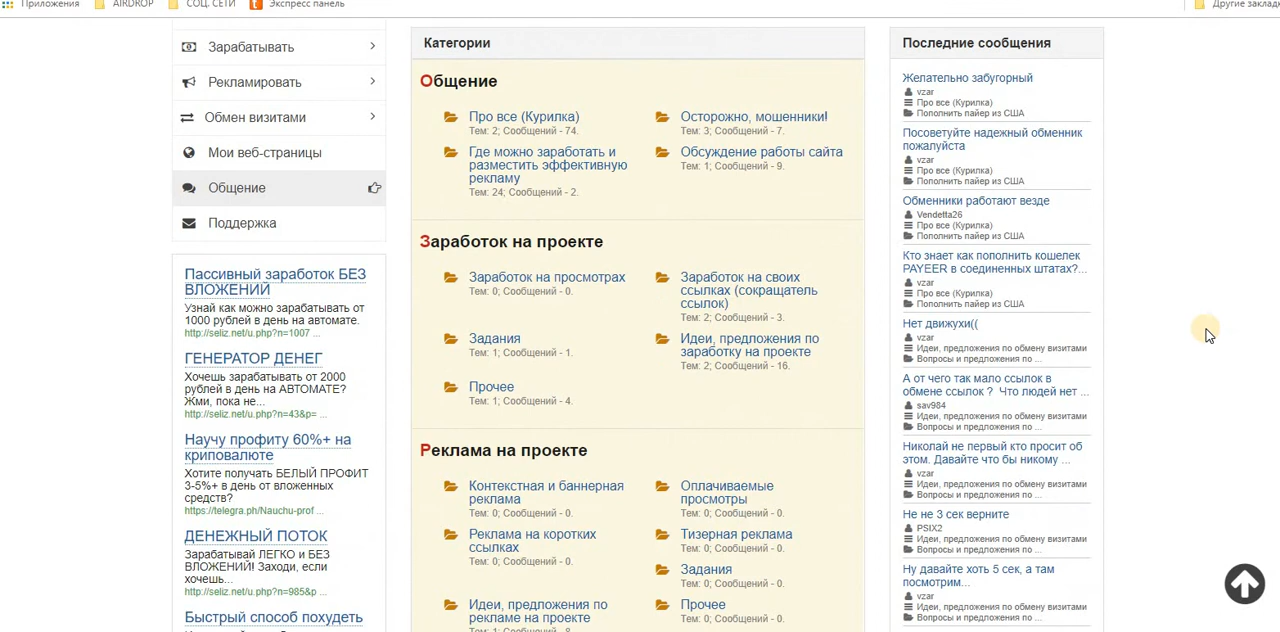 Приложения
AIRDROP
СОЦ. СЕТИ
Экспресс панель
Другие заклад
Зарабатывать
Рекламировать
Обмен визитами
Мои веб-страницы
Общение
Поддержка
Пассивный заработок БЕЗ
ВЛОЖЕНИЙ
Узнай как можно зарабатывать от
1000 рублей в день на автомате.
http://seliz.net/u.php?n=1007 ...
ГЕНЕРАТОР ДЕНЕГ
Хочешь зарабатывать от 2000
рублей в день на АВТОМАТЕ?
Жми, пока не...
http://seliz.net/u.php?n=43&p= ...
Научу профиту 60%+ на
криповалюте
Хотите получать БЕЛЫЙ ПРОФИТ
3-5%+ в день от вложенных
средств?
https://telegra.ph/Nauchu-prof ...
ДЕНЕЖНЫЙ ПОТОК
Зарабатывай ЛЕГКО и БЕЗ
ВЛОЖЕНИЙ! Заходи, если
хочешь...
http://seliz.net/u.php?n=985&p ...
Быстрый способ похудеть
Категории
Общение
Про все (Курилка)
Тем: 2; Сообщений - 74.
Осторожно, мошенники!
Тем: 3; Сообщений - 7.
Где можно заработать и
разместить эффективную
рекламу
Тем: 24; Сообщений - 2.
Обсуждение работы сайта
Тем: 1; Сообщений - 9.
Заработок на проекте
Заработок на просмотрах
Тем: 0; Сообщений - 0.
Заработок на своих
ссылках (сокращатель
ссылок)
Тем: 2; Сообщений - 3.
Задания
Тем: 1; Сообщений - 1.
Идеи, предложения по
заработку на проекте
Тем: 2; Сообщений - 16.
Прочее
Тем: 1; Сообщений - 4.
Реклама на проекте
Контекстная и баннерная
реклама
Тем: 0; Сообщений - 0.
Оплачиваемые
просмотры
Тем: 0; Сообщений - 0.
Реклама на коротких
ссылках
Тем: 0; Сообщений - 0.
Тизерная реклама
Тем: 0; Сообщений - 0.
Задания
Тем: 0; Сообщений - 0.
Идеи, предложения по
рекламе на проекте
Тем: 1; Сообщений - 8.
Прочее
Тем: 0; Сообщений - 0.
Последние сообщения
Желательно забугорный
vzar
Про все (Курилка)
Пополнить пайер из США
Посоветуйте надежный обменник
пожалуйста
vzar
Про все (Курилка)
Пополнить пайер из США
Обменники работают везде
Vendetta26
Про все (Курилка)
Пополнить пайер из США
Кто знает как пополнить кошелек
PAYEER в соединенных штатах?...
vzar
Про все (Курилка)
Пополнить пайер из США
Нет движухи((
vzar
Идеи, предложения по обмену визитами
Вопросы и предложения по ...
А от чего так мало ссылок в
обмене ссылок ? Что людей нет ...
sav984
Идеи, предложения по обмену визитами
Вопросы и предложения по ...
Николай не первый кто просит об
этом. Давайте что бы никому ...
vzar
Идеи, предложения по обмену визитами
Вопросы и предложения по ...
Не не 3 сек верните
PSIX2
Идеи, предложения по обмену визитами
Вопросы и предложения по ...
Ну давайте хоть 5 сек, а там
посмотрим...
vzar
Идеи, предложения по обмену визитами
Вопросы и предложения по ...